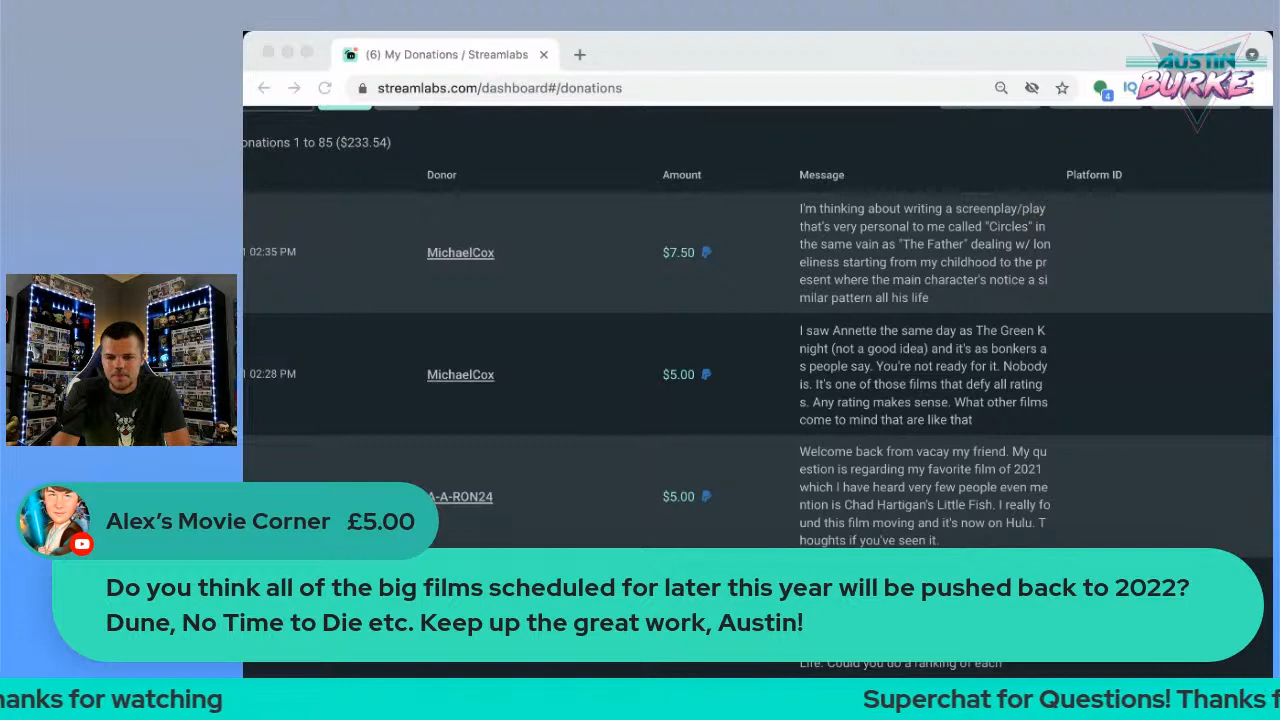 (6) My Donations / Streamlabs
streamlabs.com/dashboard#/donations
4
IQ
AUSTIN
BURKE
onations 1 to 85 ($233.54)
Donor Amount Message Platform ID
02:35 PM MichaelCox $7.50
I'm thinking about writing a screenplay/play
that's very personal to me called "Circles" in
the same vain as "The Father" dealing w/ lon
eliness starting from my childhood to the pr
esent where the main character's notice a si
milar pattern all his life
02:28 PM MichaelCox $5.00
I saw Annette the same day as The Green K
night (not a good idea) and it's as bonkers a
s people say. You're not ready for it. Nobody
is. It's one of those films that defy all rating
s. Any rating makes sense. What other films
come to mind that are like that
A-A-RON24 $5.00
Welcome back from vacay my friend. My qu
estion is regarding my favorite film of 2021
which I have heard very few people even me
ntion is Chad Hartigan's Little Fish. I really fo
und this film moving and it's now on Hulu. T
houghts if you've seen it.
Alex's Movie Corner £5.00
Do you think all of the big films scheduled for later this year will be pushed back to 2022?
Dune, No Time to Die etc. Keep up the great work, Austin!
Life. Could you do a ranking of each
hanks for watching Superchat for Questions! Thanks f